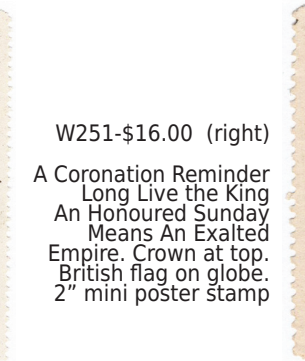 W251-$16.00 (right)
A Coronation Reminder
Long Live the King
An Honoured Sunday
Means An Exalted
Empire. Crown at top.
British flag on globe.
2” mini poster stamp